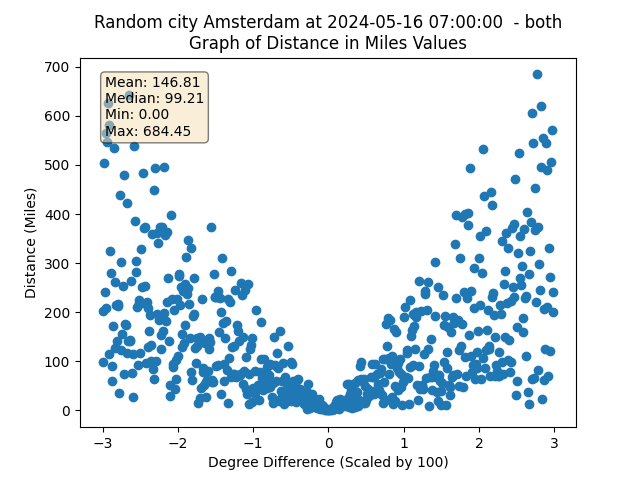 Random city Amsterdam at 2024-05-16 07:00:00  - both
Graph of Distance in Miles Values
Mean: 146.81
Median: 99.21
Min: 0.00
Max: 684.45
700
600
500
400
300
200
100
0
Distance (Miles)
−3 −2 −1 0 1 2 3
Degree Difference (Scaled by 100)